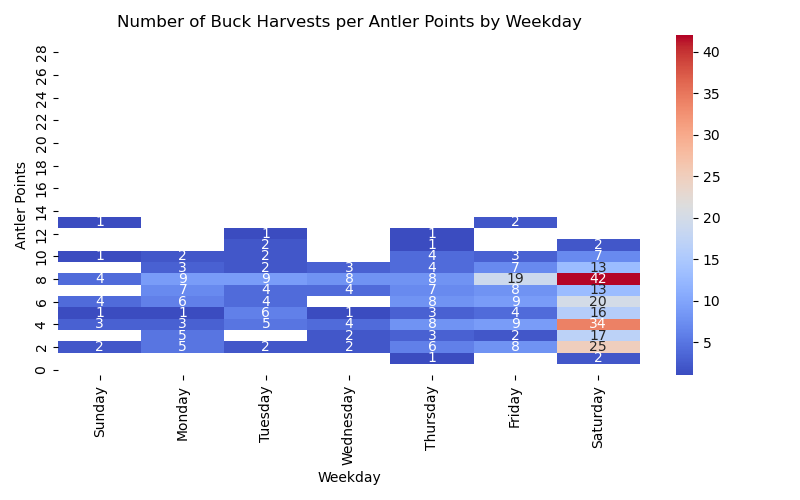 Number of Buck Harvests per Antler Points by Weekday
Antler Points
28
26
24
22
20
18
16
14
12
10
8
6
4
2
0
1 2
1 1
2 1 2
1 2 2 4 3 7
3 2 3 4 7 13
4 9 9 8 8 19 42
7 4 4 7 8 13
4 6 4 8 9 20
1 1 6 1 3 4 16
3 3 5 4 8 9 34
5 2 3 2 17
2 5 2 2 6 8 25
1 2
Sunday
Monday
Tuesday
Wednesday
Thursday
Friday
Saturday
Weekday
40
35
30
25
20
15
10
5